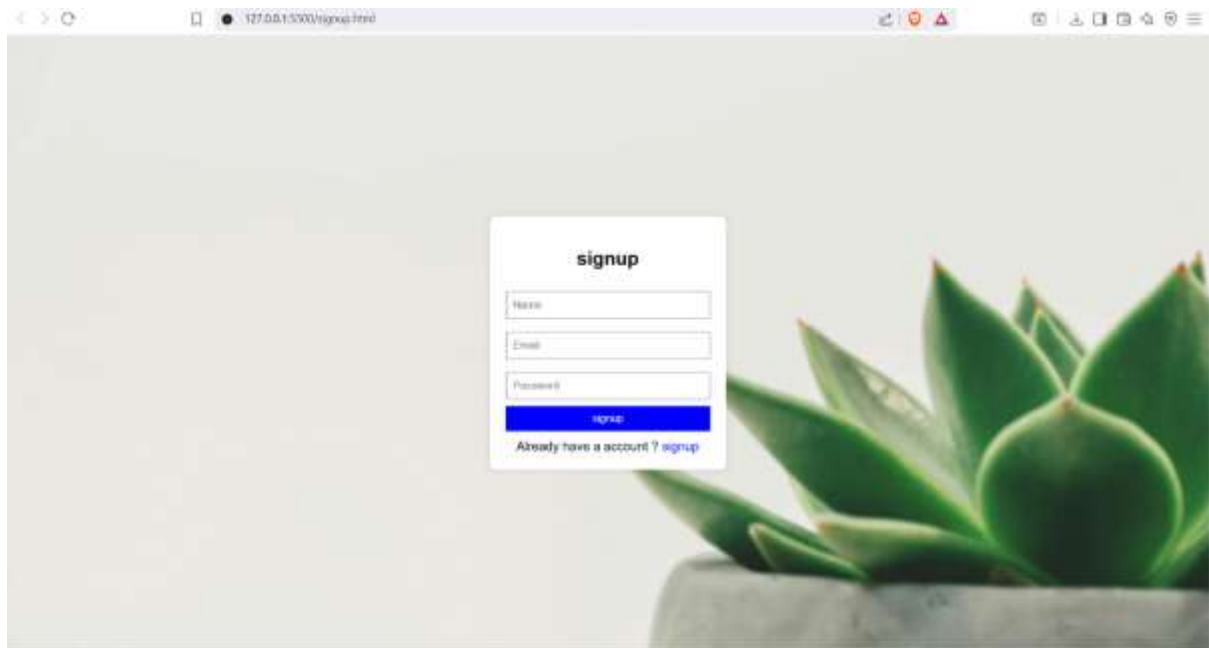 127.0.0.1:5500/signup.html
signup
Name
Email
Password
signup
Already have a account ? signup